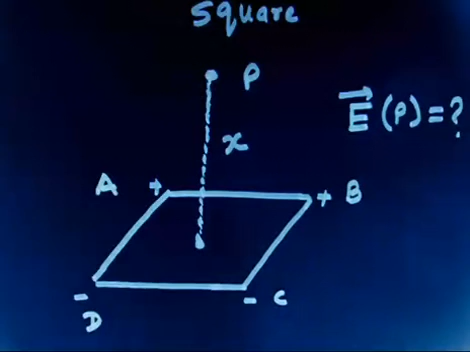 square
P
E⃗ (P) = ?
x
A + + B
- D - C